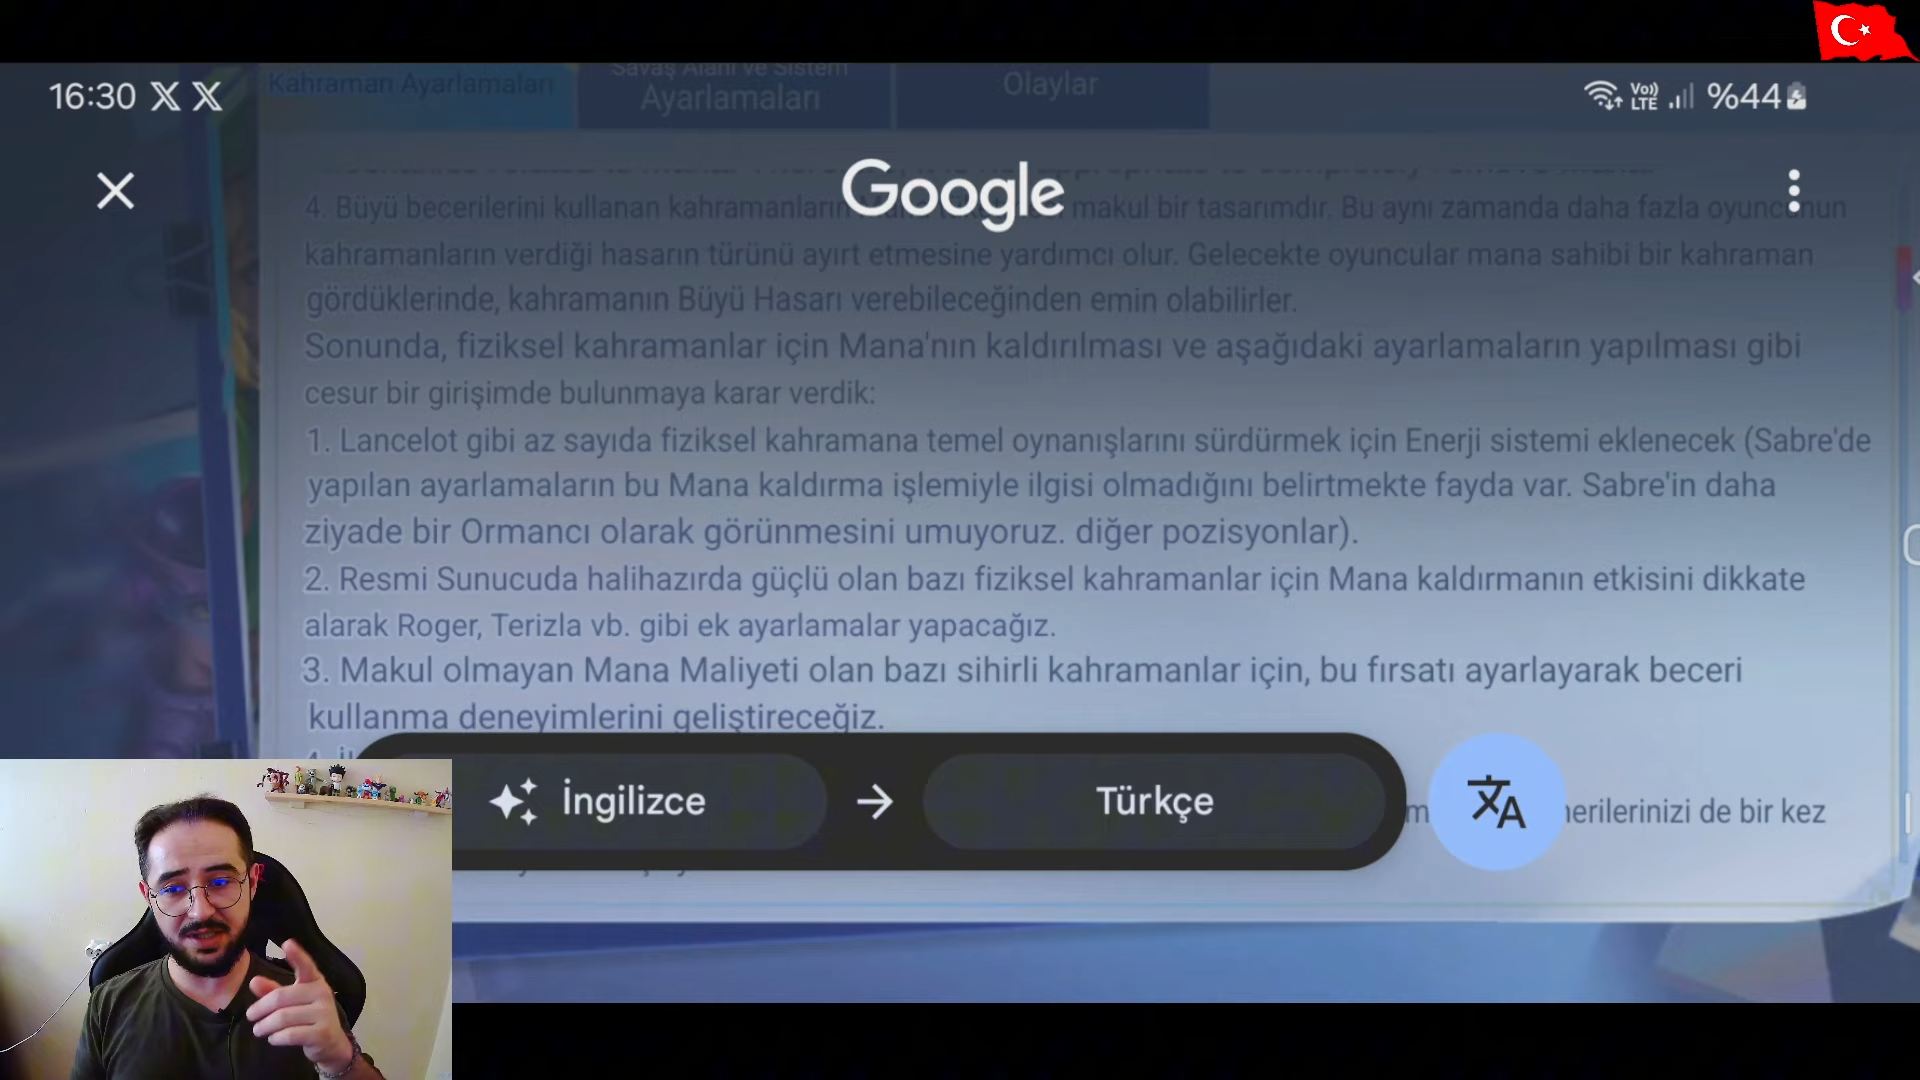 16:30
Vo)) LTE
%44
Kahraman Ayarlamaları
Savaş Alanı ve Sistem Ayarlamaları
Olaylar
Google
4. Büyü becerilerini kullanan kahramanların makul bir tasarımdır. Bu aynı zamanda daha fazla oyuncunun
kahramanların verdiği hasarın türünü ayırt etmesine yardımcı olur. Gelecekte oyuncular mana sahibi bir kahraman
gördüklerinde, kahramanın Büyü Hasarı verebileceğinden emin olabilirler.
Sonunda, fiziksel kahramanlar için Mana'nın kaldırılması ve aşağıdaki ayarlamaların yapılması gibi
cesur bir girişimde bulunmaya karar verdik:
1. Lancelot gibi az sayıda fiziksel kahramana temel oynanışlarını sürdürmek için Enerji sistemi eklenecek (Sabre'de
yapılan ayarlamaların bu Mana kaldırma işlemiyle ilgisi olmadığını belirtmekte fayda var. Sabre'in daha
ziyade bir Ormancı olarak görünmesini umuyoruz. diğer pozisyonlar).
2. Resmi Sunucuda halihazırda güçlü olan bazı fiziksel kahramanlar için Mana kaldırmanın etkisini dikkate
alarak Roger, Terizla vb. gibi ek ayarlamalar yapacağız.
3. Makul olmayan Mana Maliyeti olan bazı sihirli kahramanlar için, bu fırsatı ayarlayarak beceri
kullanma deneyimlerini geliştireceğiz.
İngilizce → Türkçe
de bir kez